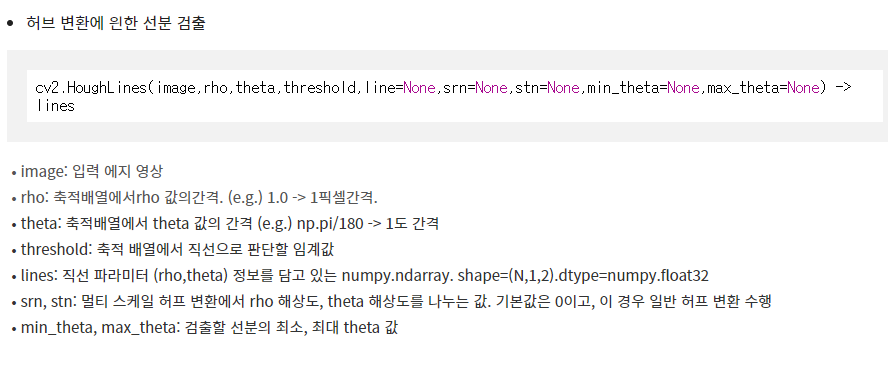 • 허브 변환에 의한 선분 검출
cv2.HoughLines(image,rho,theta,threshold,line=None,srn=None,stn=None,min_theta=None,max_theta=None) ->
lines
• image: 입력 에지 영상
• rho: 축적배열에서rho 값의간격. (e.g.) 1.0 -> 1픽셀간격.
• theta: 축적배열에서 theta 값의 간격 (e.g.) np.pi/180 -> 1도 간격
• threshold: 축적 배열에서 직선으로 판단할 임계값
• lines: 직선 파라미터 (rho,theta) 정보를 담고 있는 numpy.ndarray. shape=(N,1,2).dtype=numpy.float32
• srn, stn: 멀티 스케일 허프 변환에서 rho 해상도, theta 해상도를 나누는 값. 기본값은 0이고, 이 경우 일반 허프 변환 수행
• min_theta, max_theta: 검출할 선분의 최소, 최대 theta 값